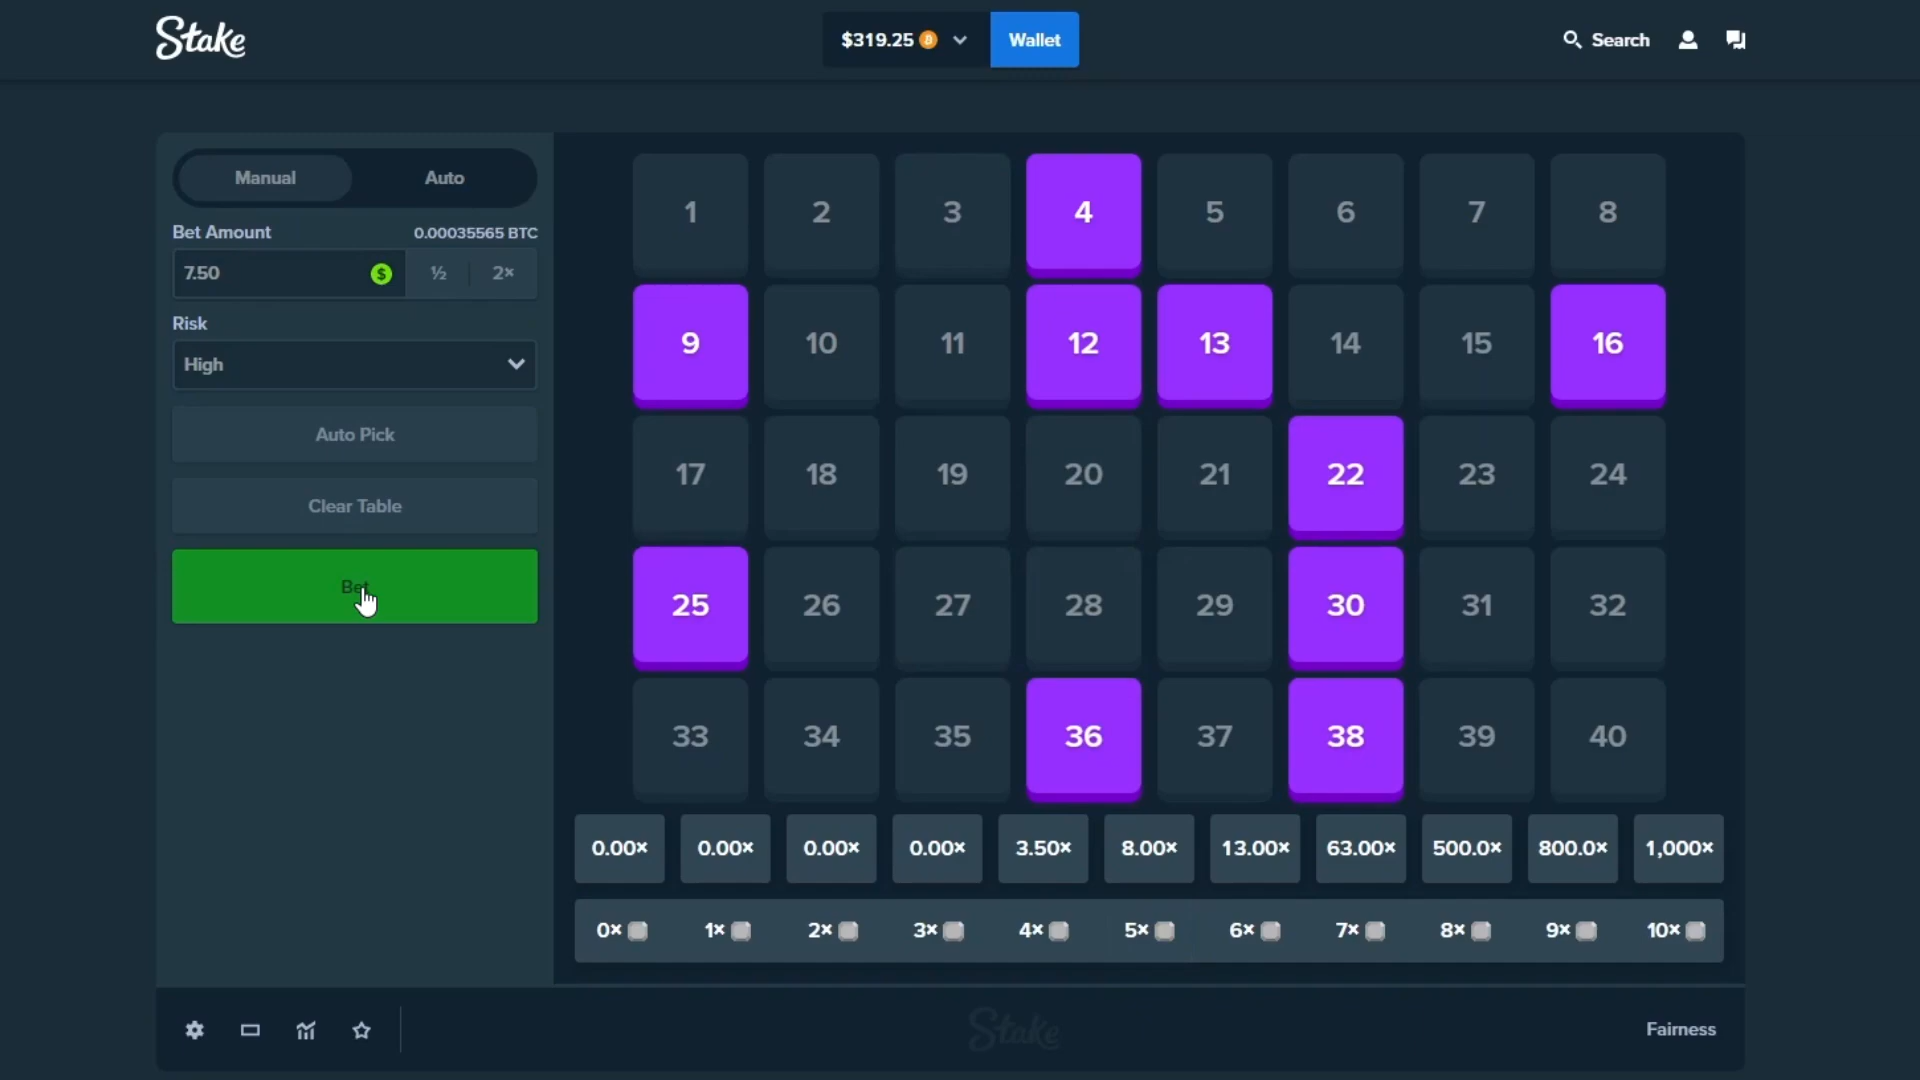 Stake
$319.25
Wallet
Search
Manual
Auto
Bet Amount
0.00035565 BTC
7.50
$
½
2×
Risk
High
Auto Pick
Clear Table
Bet
1 2 3 4 5 6 7 8
9 10 11 12 13 14 15 16
17 18 19 20 21 22 23 24
25 26 27 28 29 30 31 32
33 34 35 36 37 38 39 40
0.00× 0.00× 0.00× 0.00× 3.50× 8.00× 13.00× 63.00× 500.0× 800.0× 1,000×
0× 1× 2× 3× 4× 5× 6× 7× 8× 9× 10×
Stake
Fairness